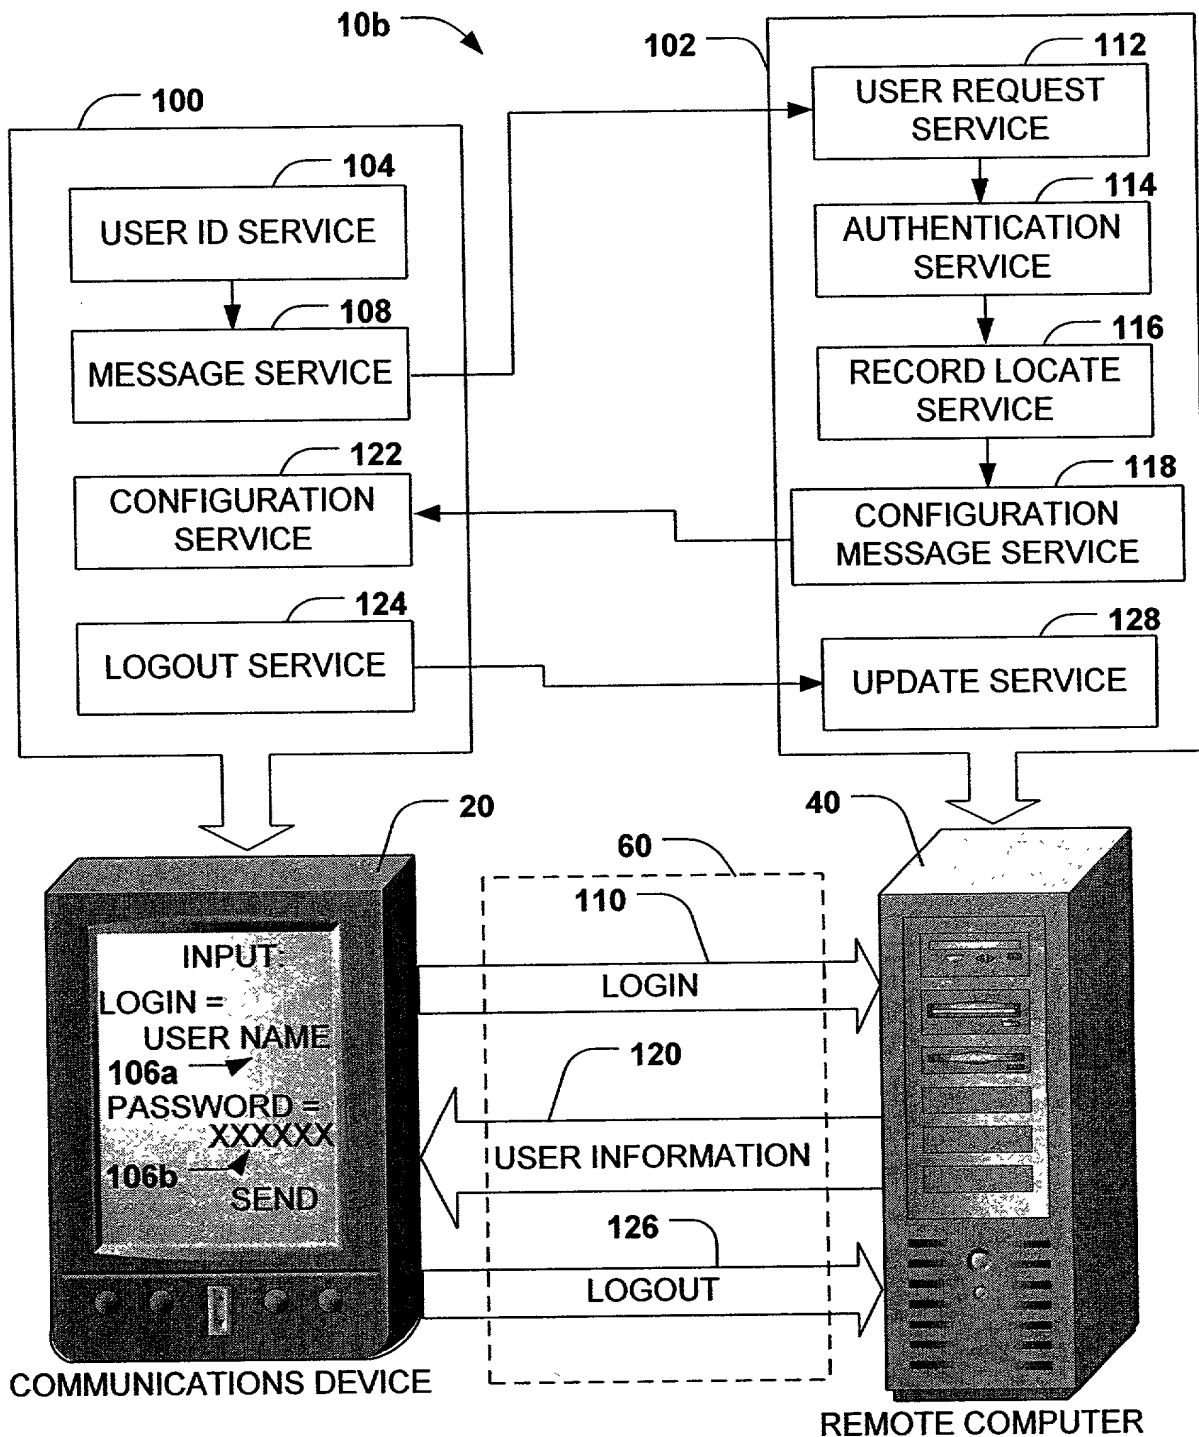 10b
100
104
USER ID SERVICE
108
MESSAGE SERVICE
122
CONFIGURATION
SERVICE
124
LOGOUT SERVICE
102
112
USER REQUEST
SERVICE
114
AUTHENTICATION
SERVICE
116
RECORD LOCATE
SERVICE
118
CONFIGURATION
MESSAGE SERVICE
128
UPDATE SERVICE
20
INPUT:
LOGIN =
USER NAME
106a
PASSWORD =
XXXXXX
106b
SEND
COMMUNICATIONS DEVICE
60
110
LOGIN
120
USER INFORMATION
126
LOGOUT
40
REMOTE COMPUTER